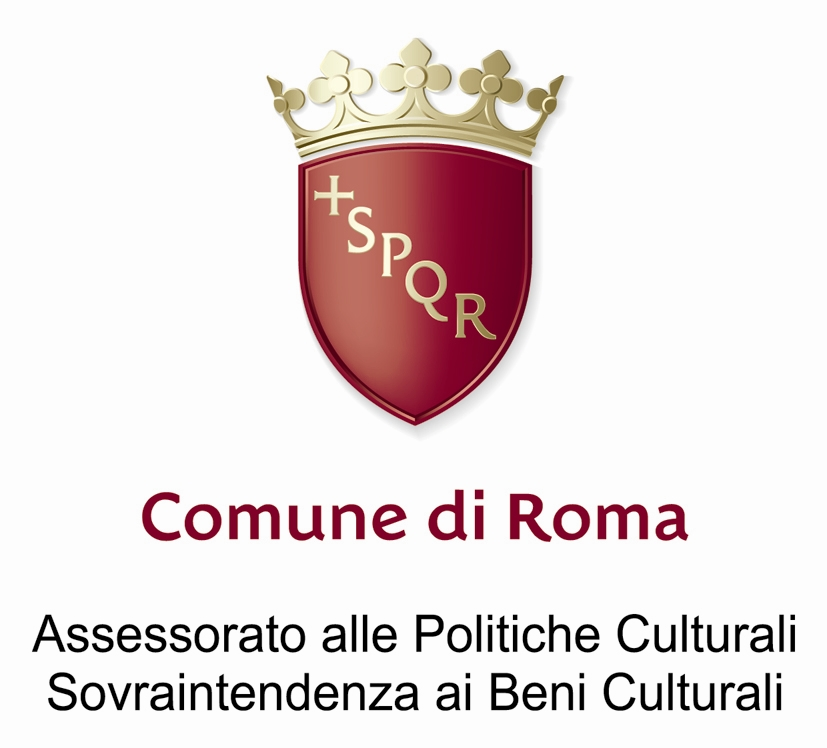 SPQR
Comune di Roma
Assessorato alle Politiche Culturali
Sovraintendenza ai Beni Culturali